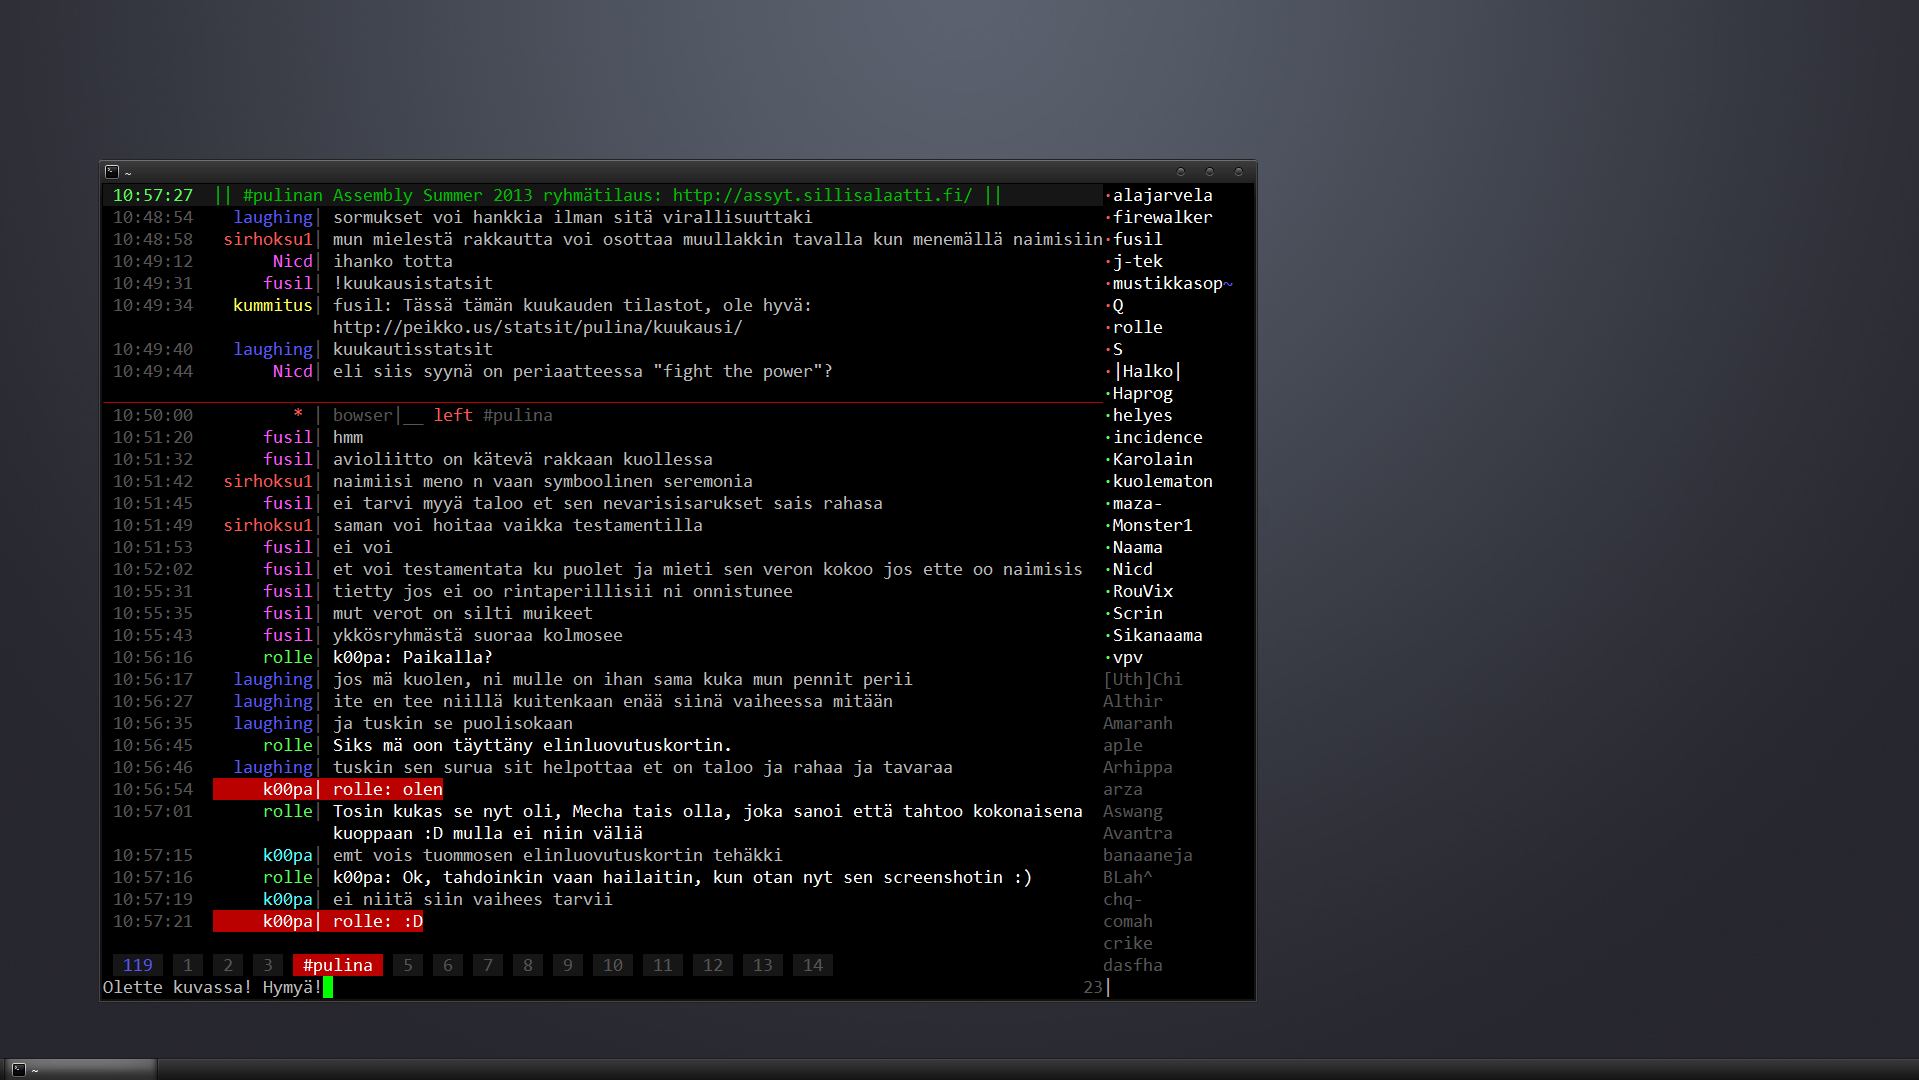 ~
10:57:27 || #pulinan Assembly Summer 2013 ryhmätilaus: http://assyt.sillisalaatti.fi/ ||
10:48:54 laughing| sormukset voi hankkia ilman sitä virallisuuttaki
10:48:58 sirhoksu1| mun mielestä rakkautta voi osottaa muullakkin tavalla kun menemällä naimisiin
10:49:12 Nicd| ihanko totta
10:49:31 fusil| !kuukausistatsit
10:49:34 kummitus| fusil: Tässä tämän kuukauden tilastot, ole hyvä:
http://peikko.us/statsit/pulina/kuukausi/
10:49:40 laughing| kuukautisstatsit
10:49:44 Nicd| eli siis syynä on periaatteessa "fight the power"?
10:50:00 * | bowser|__ left #pulina
10:51:20 fusil| hmm
10:51:32 fusil| avioliitto on kätevä rakkaan kuollessa
10:51:42 sirhoksu1| naimiisi meno n vaan symboolinen seremonia
10:51:45 fusil| ei tarvi myyä taloo et sen nevarisisarukset sais rahasa
10:51:49 sirhoksu1| saman voi hoitaa vaikka testamentilla
10:51:53 fusil| ei voi
10:52:02 fusil| et voi testamentata ku puolet ja mieti sen veron kokoo jos ette oo naimisis
10:55:31 fusil| tietty jos ei oo rintaperillisii ni onnistunee
10:55:35 fusil| mut verot on silti muikeet
10:55:43 fusil| ykkösryhmästä suoraa kolmosee
10:56:16 rolle| k00pa: Paikalla?
10:56:17 laughing| jos mä kuolen, ni mulle on ihan sama kuka mun pennit perii
10:56:27 laughing| ite en tee niillä kuitenkaan enää siinä vaiheessa mitään
10:56:35 laughing| ja tuskin se puolisokaan
10:56:45 rolle| Siks mä oon täyttäny elinluovutuskortin.
10:56:46 laughing| tuskin sen surua sit helpottaa et on taloo ja rahaa ja tavaraa
10:56:54 k00pa| rolle: olen
10:57:01 rolle| Tosin kukas se nyt oli, Mecha tais olla, joka sanoi että tahtoo kokonaisena
kuoppaan :D mulla ei niin väliä
10:57:15 k00pa| emt vois tuommosen elinluovutuskortin tehäkki
10:57:16 rolle| k00pa: Ok, tahdoinkin vaan hailaitin, kun otan nyt sen screenshotin :)
10:57:19 k00pa| ei niitä siin vaihees tarvii
10:57:21 k00pa| rolle: :D
119 1 2 3 #pulina 5 6 7 8 9 10 11 12 13 14
Olette kuvassa! Hymyä! 23|
·alajarvela
·firewalker
·fusil
·j-tek
·mustikkasop~
·Q
·rolle
·S
·|Halko|
·Haprog
·helyes
·incidence
·Karolain
·kuolematon
·maza-
·Monster1
·Naama
·Nicd
·RouVix
·Scrin
·Sikanaama
·vpv
[Uth]Chi
Althir
Amaranh
aple
Arhippa
arza
Aswang
Avantra
banaaneja
BLah^
chq-
comah
crike
dasfha
~